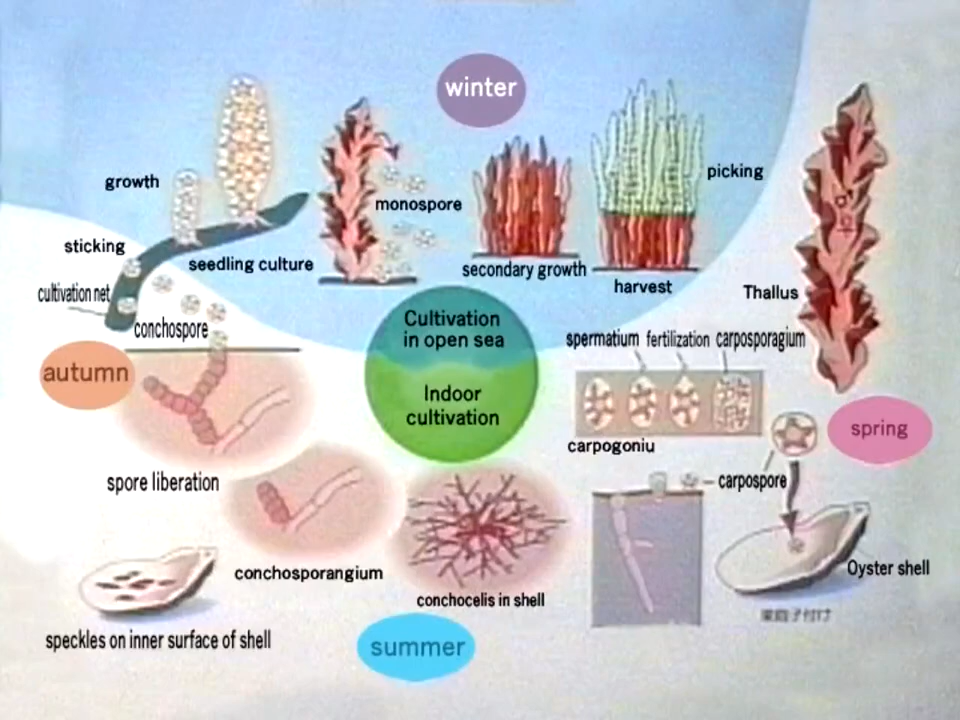 winter
growth
picking
monospore
sticking
seedling culture
secondary growth
harvest
cultivation net
Thallus
conchospore
Cultivation
in open sea
spermatium
fertilization
carposporagium
autumn
Indoor
cultivation
spring
carpogoniu
spore liberation
carpospore
conchosporangium
Oyster shell
conchocelis in shell
speckles on inner surface of shell
summer